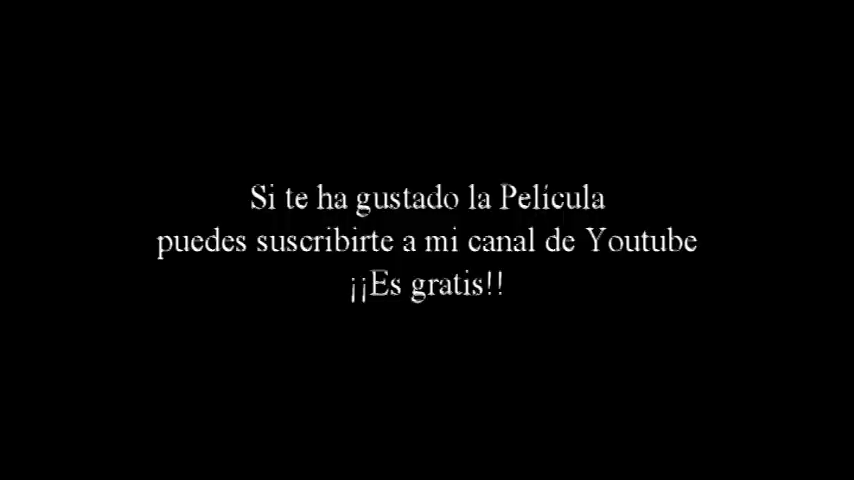 Si te ha gustado la Película
puedes suscribirte a mi canal de Youtube
¡¡Es gratis!!